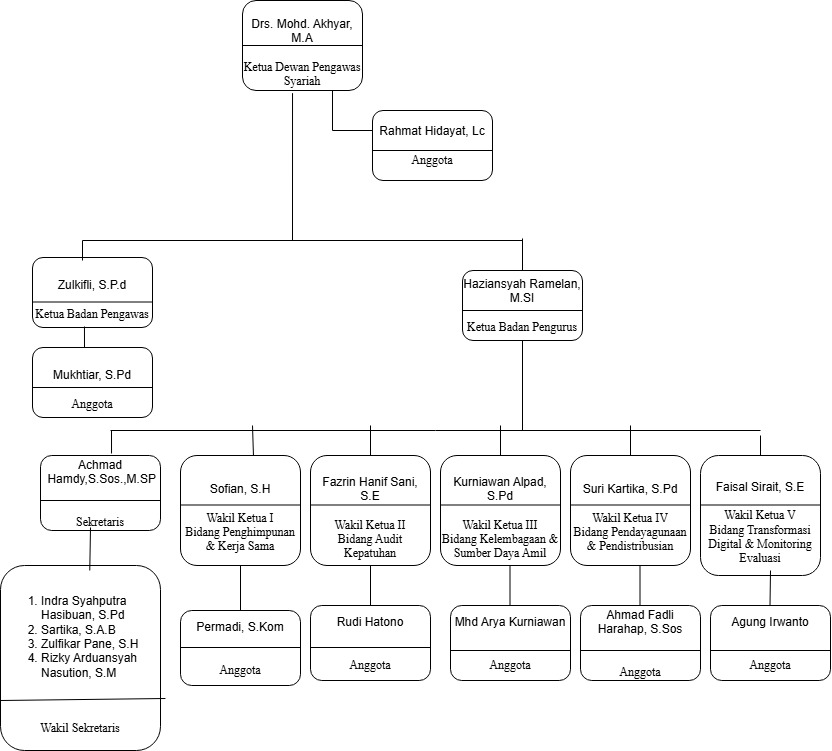 Drs. Mohd. Akhyar,
M.A
Ketua Dewan Pengawas
Syariah
Rahmat Hidayat, Lc
Anggota
Zulkifli, S.P.d
Ketua Badan Pengawas
Haziansyah Ramelan,
M.SI
Ketua Badan Pengurus
Mukhtiar, S.Pd
Anggota
Achmad
Hamdy,S.Sos.,M.SP
Sekretaris
Sofian, S.H
Wakil Ketua I
Bidang Penghimpunan
& Kerja Sama
Fazrin Hanif Sani,
S.E
Wakil Ketua II
Bidang Audit
Kepatuhan
Kurniawan Alpad,
S.Pd
Wakil Ketua III
Bidang Kelembagaan &
Sumber Daya Amil
Suri Kartika, S.Pd
Wakil Ketua IV
Bidang Pendayagunaan
& Pendistribusian
Faisal Sirait, S.E
Wakil Ketua V
Bidang Transformasi
Digital & Monitoring
Evaluasi
1. Indra Syahputra
Hasibuan, S.Pd
2. Sartika, S.A.B
3. Zulfikar Pane, S.H
4. Rizky Arduansyah
Nasution, S.M
Wakil Sekretaris
Permadi, S.Kom
Anggota
Rudi Hatono
Anggota
Mhd Arya Kurniawan
Anggota
Ahmad Fadli
Harahap, S.Sos
Anggota
Agung Irwanto
Anggota